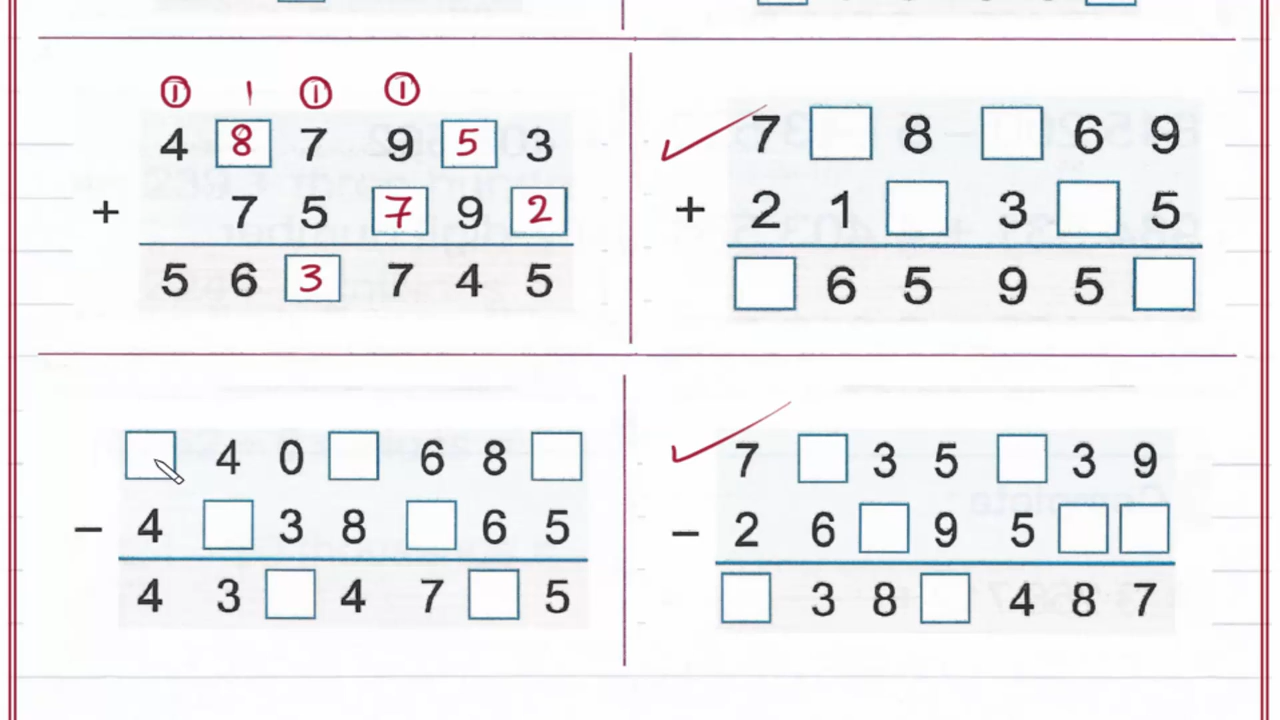 ① 1 ① ①
4 8 7 9 5 3
+ 7 5 7 9 2
5 6 3 7 4 5
7 □ 8 □ 6 9
+ 2 1 □ 3 □ 5
□ 6 5 9 5 □
□ 4 0 □ 6 8 □
− 4 □ 3 8 □ 6 5
4 3 □ 4 7 □ 5
7 □ 3 5 □ 3 9
− 2 6 □ 9 5 □ □
□ 3 8 □ 4 8 7